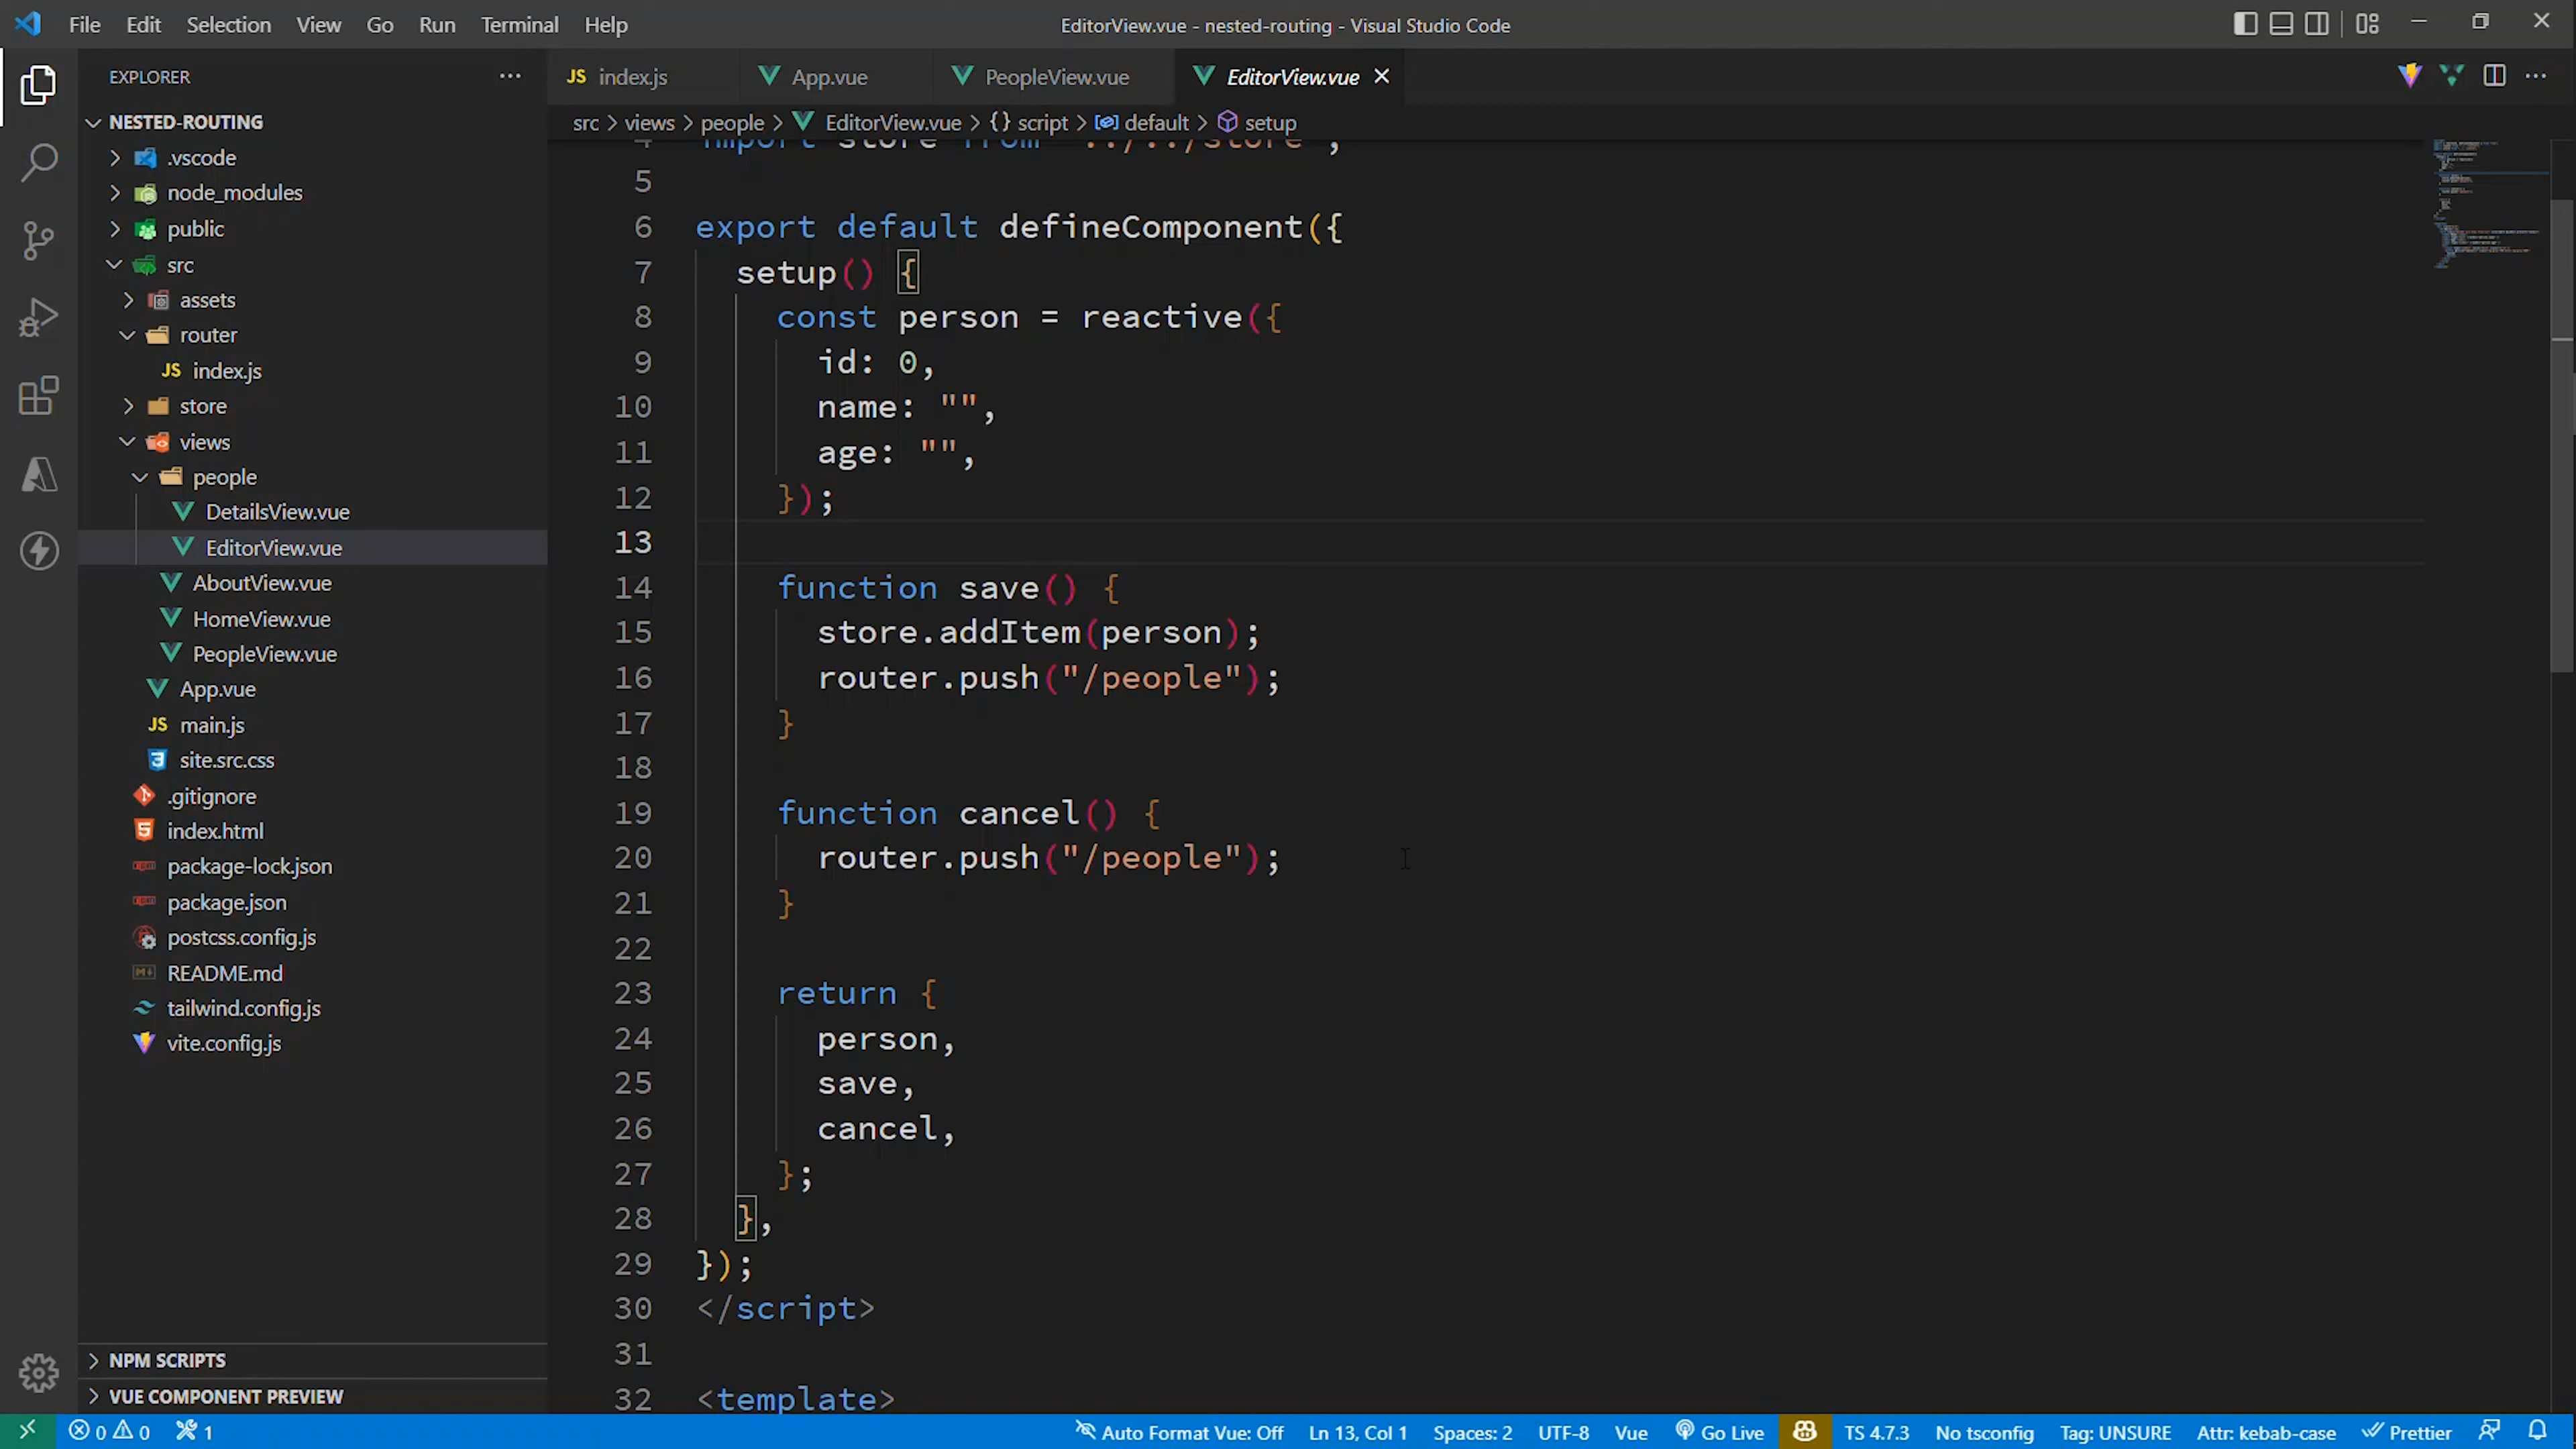 File Edit Selection View Go Run Terminal Help
EditorView.vue - nested-routing - Visual Studio Code
EXPLORER
NESTED-ROUTING
.vscode
node_modules
public
src
assets
router
JS index.js
store
views
people
DetailsView.vue
EditorView.vue
AboutView.vue
HomeView.vue
PeopleView.vue
App.vue
JS main.js
site.src.css
.gitignore
index.html
package-lock.json
package.json
postcss.config.js
README.md
tailwind.config.js
vite.config.js
NPM SCRIPTS
VUE COMPONENT PREVIEW
JS index.js App.vue PeopleView.vue EditorView.vue
src > views > people > EditorView.vue > {} script > default > setup
4 import store from "../../store";
5
6 export default defineComponent({
7 setup() {
8 const person = reactive({
9 id: 0,
10 name: "",
11 age: "",
12 });
13
14 function save() {
15 store.addItem(person);
16 router.push("/people");
17 }
18
19 function cancel() {
20 router.push("/people");
21 }
22
23 return {
24 person,
25 save,
26 cancel,
27 };
28 },
29 });
30 </script>
31
32 <template>
0 0 1 Auto Format Vue: Off Ln 13, Col 1 Spaces: 2 UTF-8 Vue Go Live TS 4.7.3 No tsconfig Tag: UNSURE Attr: kebab-case Prettier